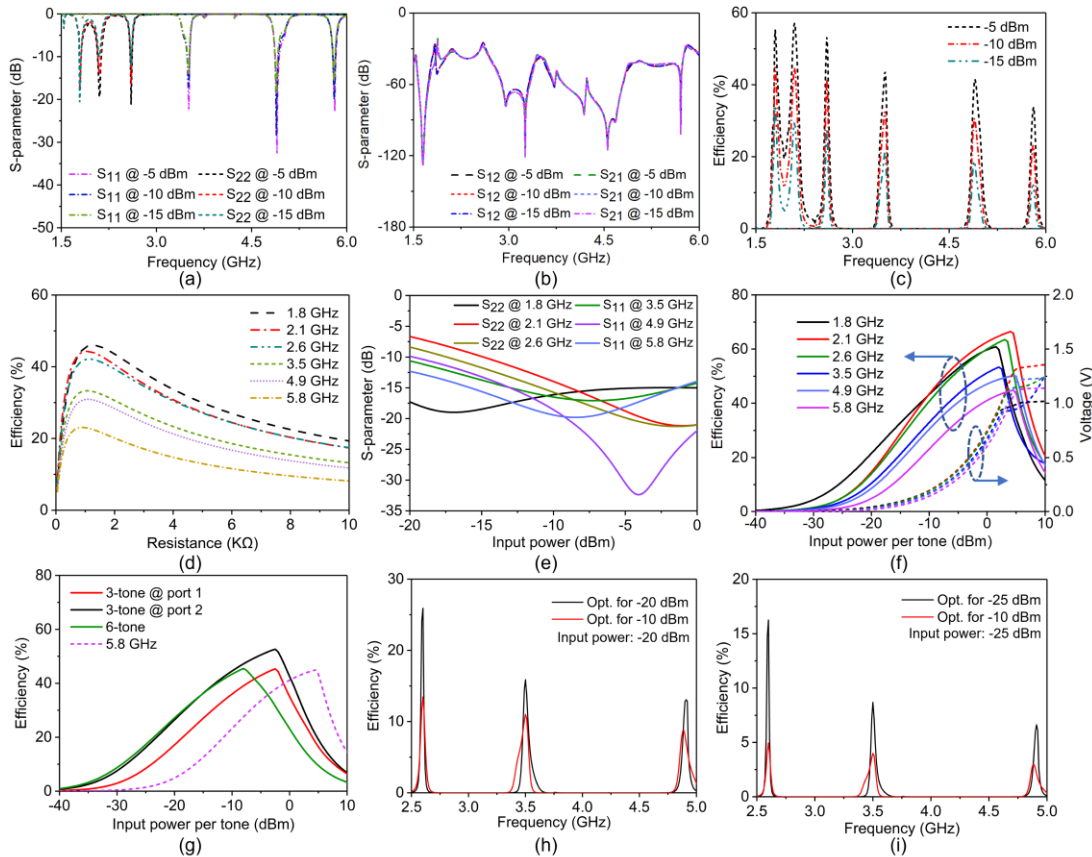 0
-10
-20
-30
-40
-50
S-parameter (dB)
S11 @ -5 dBm
S11 @ -10 dBm
S11 @ -15 dBm
S22 @ -5 dBm
S22 @ -10 dBm
S22 @ -15 dBm
1.5 3.0 4.5 6.0
Frequency (GHz)
(a)
0
-60
-120
-180
S-parameter (dB)
S12 @ -5 dBm
S12 @ -10 dBm
S12 @ -15 dBm
S21 @ -5 dBm
S21 @ -10 dBm
S21 @ -15 dBm
1.5 3.0 4.5 6.0
Frequency (GHz)
(b)
60
40
20
0
Efficiency (%)
-5 dBm
-10 dBm
-15 dBm
1.5 3.0 4.5 6.0
Frequency (GHz)
(c)
60
40
20
0
Efficiency (%)
1.8 GHz
2.1 GHz
2.6 GHz
3.5 GHz
4.9 GHz
5.8 GHz
0 2 4 6 8 10
Resistance (KΩ)
(d)
0
-5
-10
-15
-20
-25
-30
-35
S-parameter (dB)
S22 @ 1.8 GHz
S22 @ 2.1 GHz
S22 @ 2.6 GHz
S11 @ 3.5 GHz
S11 @ 4.9 GHz
S11 @ 5.8 GHz
-20 -15 -10 -5 0
Input power (dBm)
(e)
80
60
40
20
0
Efficiency (%)
1.8 GHz
2.1 GHz
2.6 GHz
3.5 GHz
4.9 GHz
5.8 GHz
2.0
1.5
1.0
0.5
0.0
Voltage (V)
-40 -30 -20 -10 0 10
Input power per tone (dBm)
(f)
80
60
40
20
0
Efficiency (%)
3-tone @ port 1
3-tone @ port 2
6-tone
5.8 GHz
-40 -30 -20 -10 0 10
Input power per tone (dBm)
(g)
30
20
10
0
Efficiency (%)
Opt. for -20 dBm
Opt. for -10 dBm
Input power: -20 dBm
2.5 3.0 3.5 4.0 4.5 5.0
Frequency (GHz)
(h)
20
15
10
5
0
Efficiency (%)
Opt. for -25 dBm
Opt. for -10 dBm
Input power: -25 dBm
2.5 3.0 3.5 4.0 4.5 5.0
Frequency (GHz)
(i)